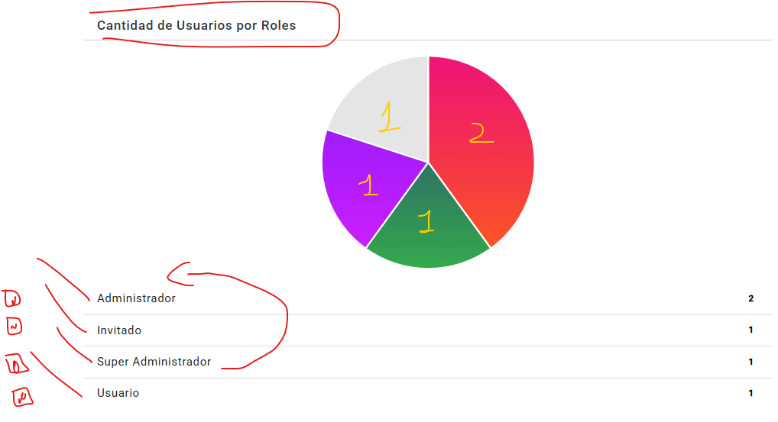 Cantidad de Usuarios por Roles
1
2
1
1
Administrador 2
Invitado 1
Super Administrador 1
Usuario 1